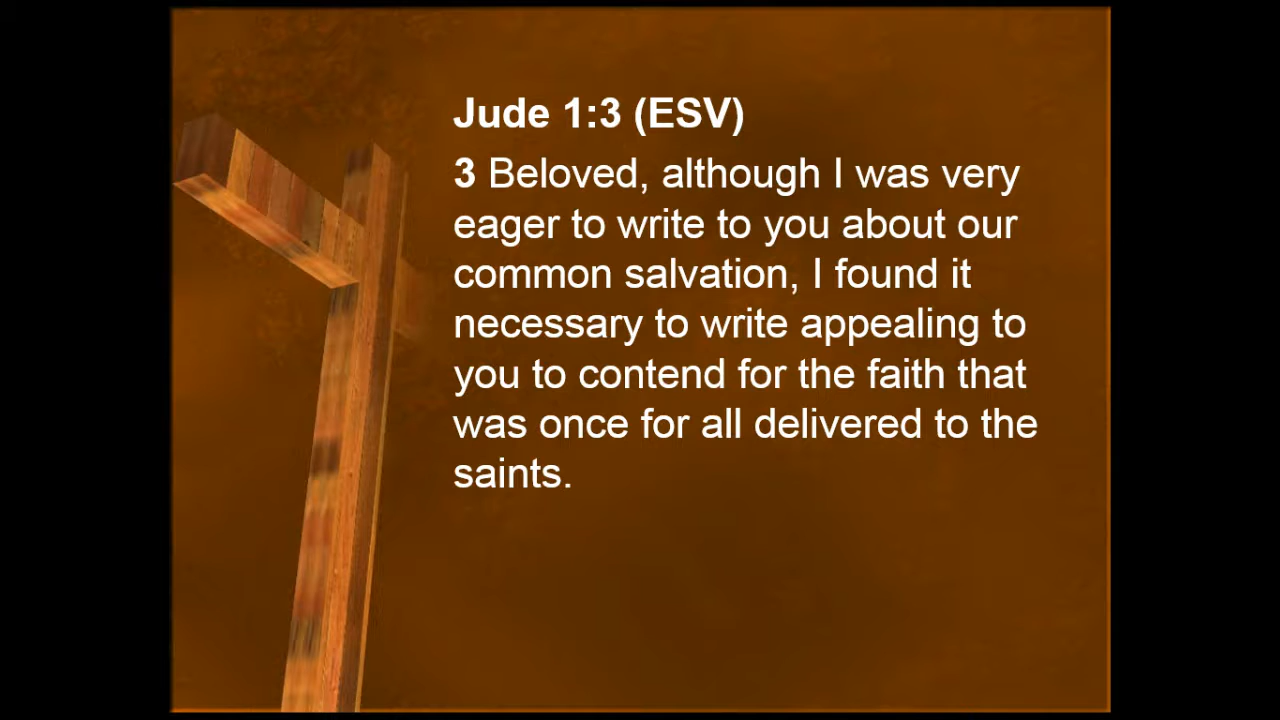 Jude 1:3 (ESV)
3 Beloved, although I was very
eager to write to you about our
common salvation, I found it
necessary to write appealing to
you to contend for the faith that
was once for all delivered to the
saints.